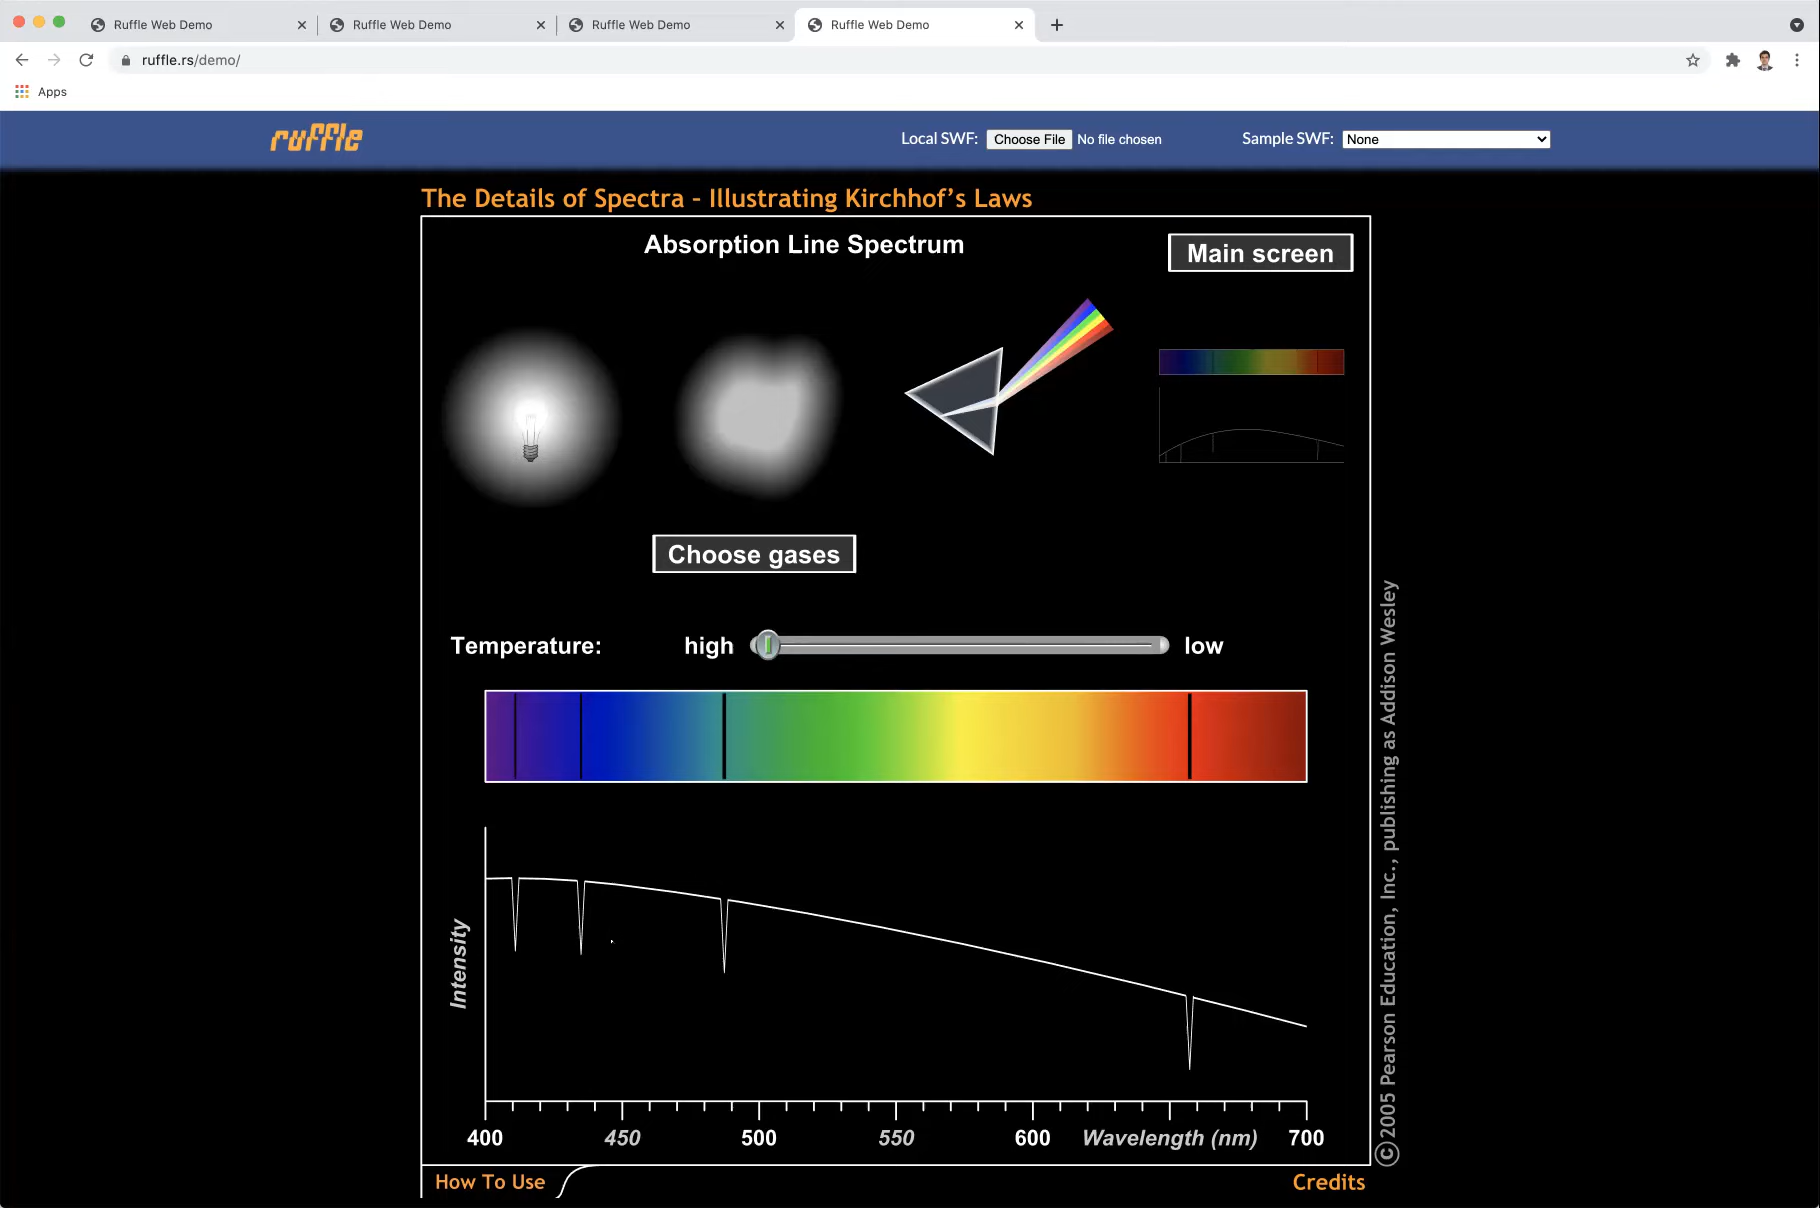 Ruffle Web Demo
Ruffle Web Demo
Ruffle Web Demo
Ruffle Web Demo
ruffle.rs/demo/
Apps
ruffle
Local SWF: Choose File No file chosen
Sample SWF: None
The Details of Spectra – Illustrating Kirchhof’s Laws
Absorption Line Spectrum
Main screen
Choose gases
Temperature: high low
Intensity
400 450 500 550 600 Wavelength (nm) 700
©2005 Pearson Education, Inc., publishing as Addison Wesley
How To Use
Credits